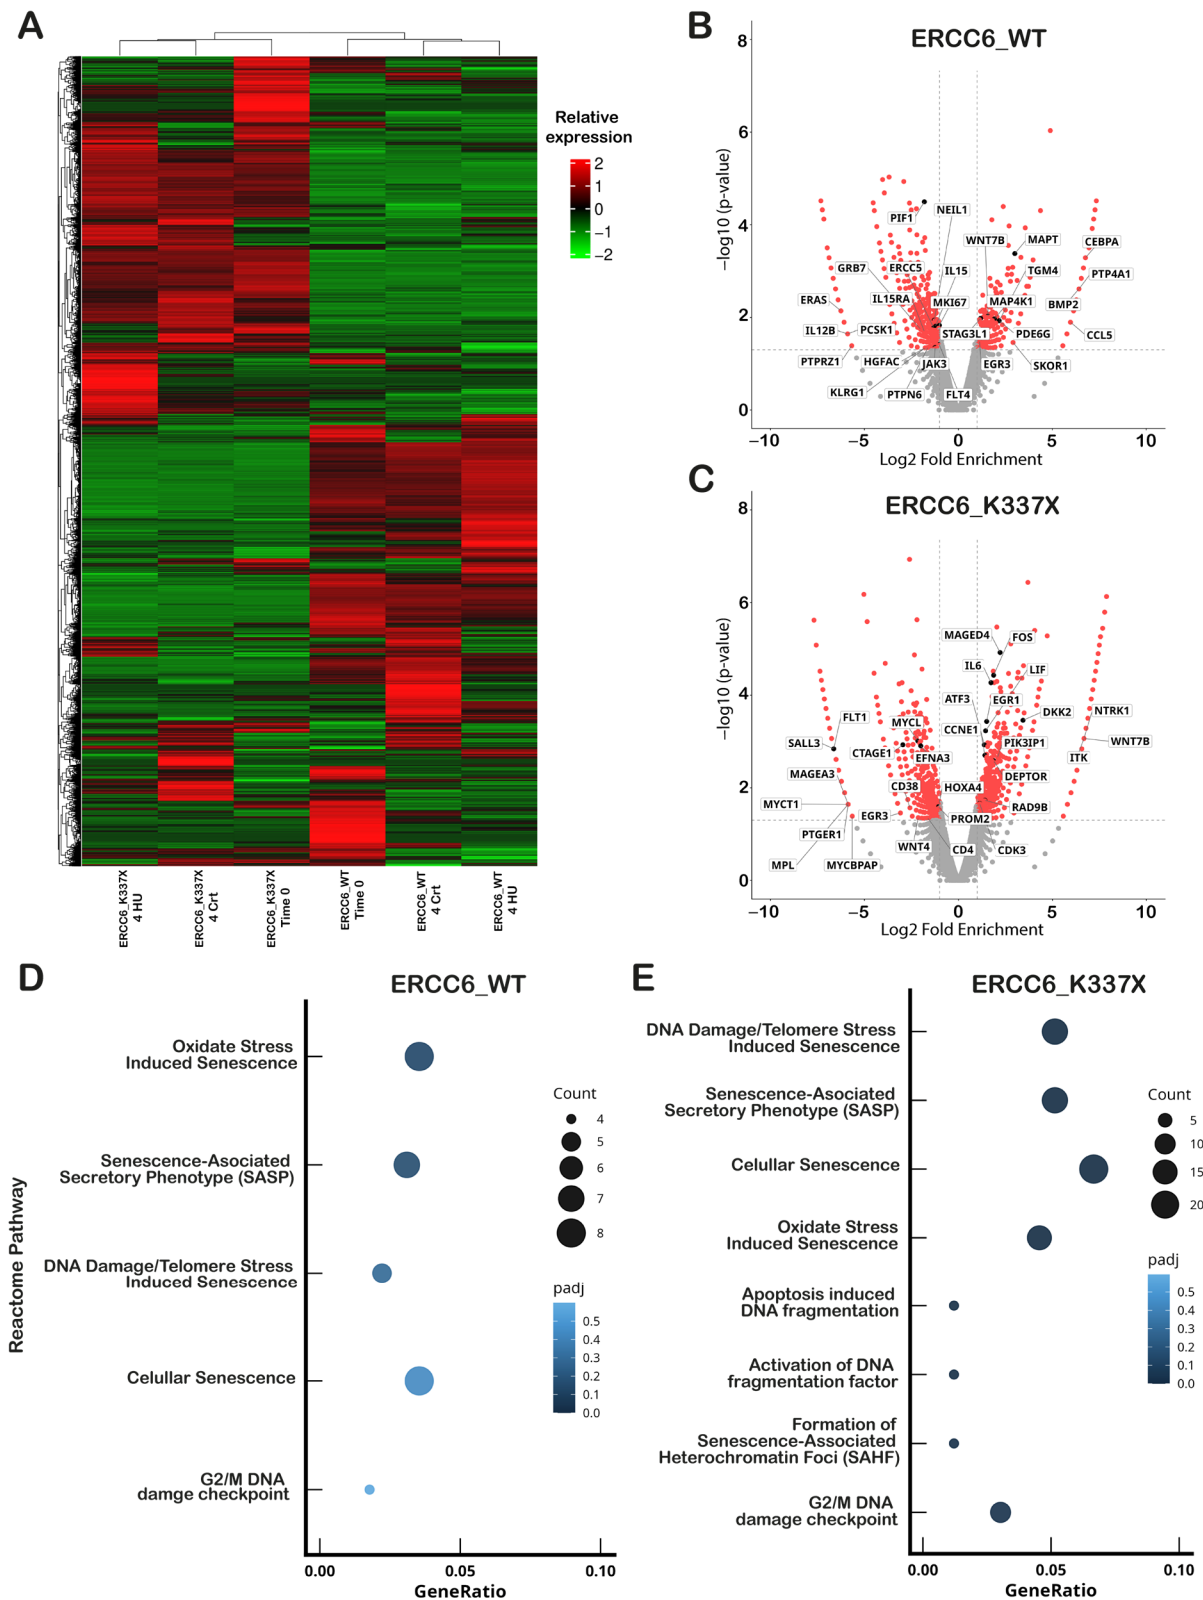 A
Relative
expression
2
1
0
−1
−2
ERCC6_K337X
4 HU
ERCC6_K337X
4 Crt
ERCC6_K337X
Time 0
ERCC6_WT
Time 0
ERCC6_WT
4 Crt
ERCC6_WT
4 HU
B
ERCC6_WT
−log10 (p-value)
8
6
4
2
0
PIF1
NEIL1
WNT7B
MAPT
CEBPA
GRB7
ERCC5
IL15
TGM4
PTP4A1
ERAS
IL15RA
MKI67
MAP4K1
BMP2
IL12B
PCSK1
STAG3L1
PDE6G
CCL5
PTPRZ1
HGFAC
JAK3
EGR3
SKOR1
KLRG1
PTPN6
FLT4
−10
−5
0
5
10
Log2 Fold Enrichment
C
ERCC6_K337X
−log10 (p-value)
8
6
4
2
0
MAGED4
FOS
IL6
LIF
ATF3
EGR1
DKK2
NTRK1
FLT1
MYCL
CCNE1
SALL3
CTAGE1
EFNA3
PIK3IP1
WNT7B
ITK
MAGEA3
CD38
HOXA4
DEPTOR
MYCT1
EGR3
PROM2
RAD9B
PTGER1
WNT4
CD4
CDK3
MPL
MYCBPAP
−10
−5
0
5
10
Log2 Fold Enrichment
D
ERCC6_WT
Reactome Pathway
Oxidate Stress
Induced Senescence
Senescence-Asociated
Secretory Phenotype (SASP)
DNA Damage/Telomere Stress
Induced Senescence
Celullar Senescence
G2/M DNA
damge checkpoint
0.00
0.05
0.10
GeneRatio
Count
4
5
6
7
8
padj
0.5
0.4
0.3
0.2
0.1
0.0
E
ERCC6_K337X
DNA Damage/Telomere Stress
Induced Senescence
Senescence-Asociated
Secretory Phenotype (SASP)
Celullar Senescence
Oxidate Stress
Induced Senescence
Apoptosis induced
DNA fragmentation
Activation of DNA
fragmentation factor
Formation of
Senescence-Associated
Heterochromatin Foci (SAHF)
G2/M DNA
damage checkpoint
0.00
0.05
0.10
GeneRatio
Count
5
10
15
20
padj
0.5
0.4
0.3
0.2
0.1
0.0